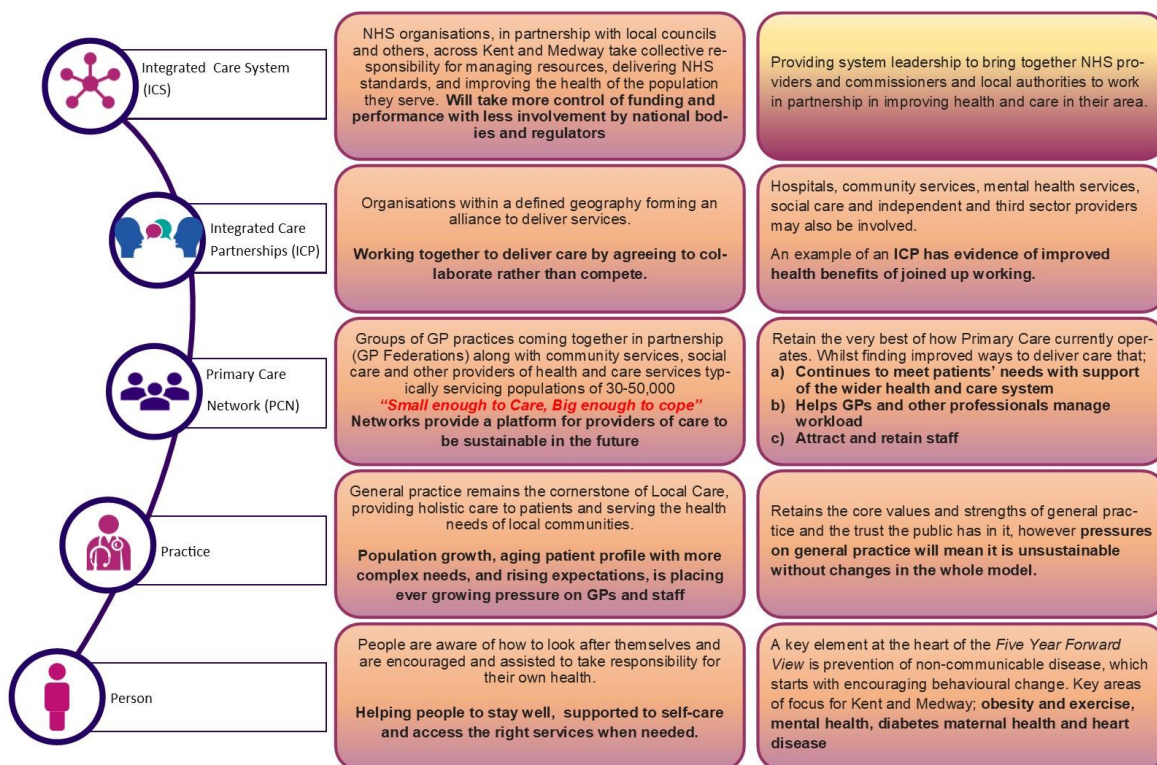 Integrated Care System
(ICS)
NHS organisations, in partnership with local councils
and others, across Kent and Medway take collective re-
sponsibility for managing resources, delivering NHS
standards, and improving the health of the population
they serve. Will take more control of funding and
performance with less involvement by national bod-
ies and regulators
Providing system leadership to bring together NHS pro-
viders and commissioners and local authorities to work
in partnership in improving health and care in their area.
Integrated Care
Partnerships (ICP)
Organisations within a defined geography forming an
alliance to deliver services.
Working together to deliver care by agreeing to col-
laborate rather than compete.
Hospitals, community services, mental health services,
social care and independent and third sector providers
may also be involved.
An example of an ICP has evidence of improved
health benefits of joined up working.
Primary Care
Network (PCN)
Groups of GP practices coming together in partnership
(GP Federations) along with community services, social
care and other providers of health and care services typ-
ically servicing populations of 30-50,000
“Small enough to Care, Big enough to cope”
Networks provide a platform for providers of care to
be sustainable in the future
Retain the very best of how Primary Care currently oper-
ates. Whilst finding improved ways to deliver care that;
a) Continues to meet patients’ needs with support
of the wider health and care system
b) Helps GPs and other professionals manage
workload
c) Attract and retain staff
Practice
General practice remains the cornerstone of Local Care,
providing holistic care to patients and serving the health
needs of local communities.
Population growth, aging patient profile with more
complex needs, and rising expectations, is placing
ever growing pressure on GPs and staff
Retains the core values and strengths of general prac-
tice and the trust the public has in it, however pressures
on general practice will mean it is unsustainable
without changes in the whole model.
Person
People are aware of how to look after themselves and
are encouraged and assisted to take responsibility for
their own health.
Helping people to stay well, supported to self-care
and access the right services when needed.
A key element at the heart of the Five Year Forward
View is prevention of non-communicable disease, which
starts with encouraging behavioural change. Key areas
of focus for Kent and Medway; obesity and exercise,
mental health, diabetes maternal health and heart
disease